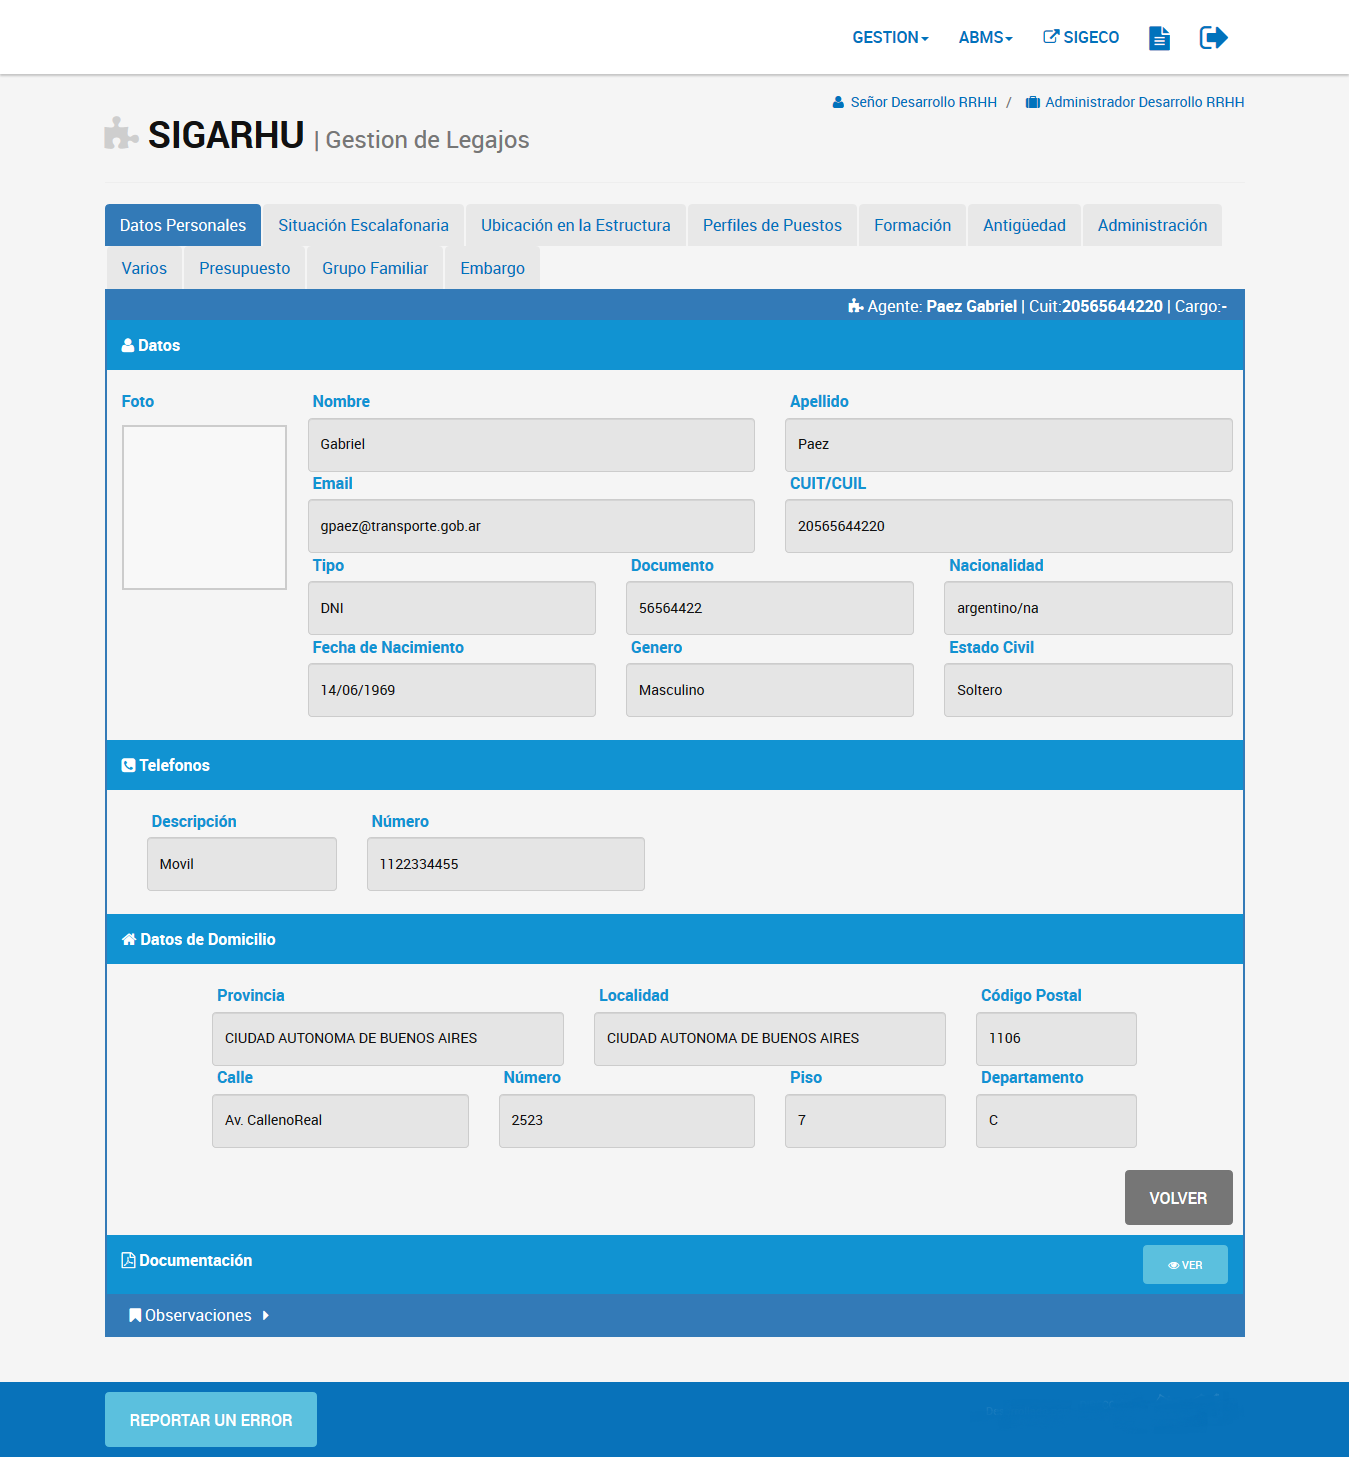 GESTION ABMS SIGECO
Señor Desarrollo RRHH / Administrador Desarrollo RRHH
SIGARHU | Gestion de Legajos
Datos Personales Situación Escalafonaria Ubicación en la Estructura Perfiles de Puestos Formación Antigüedad Administración
Varios Presupuesto Grupo Familiar Embargo
Agente: Paez Gabriel | Cuit:20565644220 | Cargo:-
Datos
Foto Nombre Apellido
Gabriel Paez
Email CUIT/CUIL
gpaez@transporte.gob.ar 20565644220
Tipo Documento Nacionalidad
DNI 56564422 argentino/na
Fecha de Nacimiento Genero Estado Civil
14/06/1969 Masculino Soltero
Telefonos
Descripción Número
Movil 1122334455
Datos de Domicilio
Provincia Localidad Código Postal
CIUDAD AUTONOMA DE BUENOS AIRES CIUDAD AUTONOMA DE BUENOS AIRES 1106
Calle Número Piso Departamento
Av. CallenoReal 2523 7 C
VOLVER
Documentación VER
Observaciones
REPORTAR UN ERROR